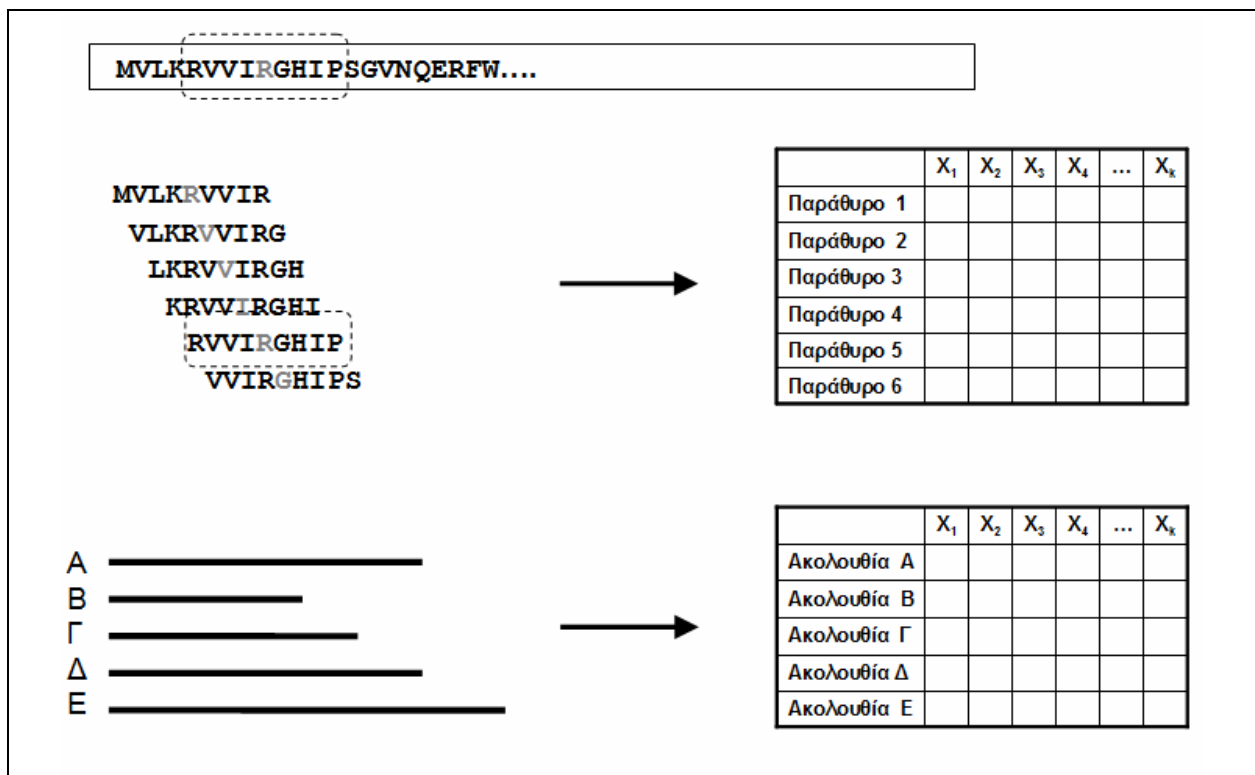 MVLKRVVIRGHIPSGVNQERFW....
MVLKRVVIR
VLKRVVIRG
LKRVVIRGH
KRVVIRGHI
RVVIRGHIP
VVIRGHIPS
X₁ X₂ X₃ X₄ ... Xₖ
Παράθυρο 1
Παράθυρο 2
Παράθυρο 3
Παράθυρο 4
Παράθυρο 5
Παράθυρο 6
Α
Β
Γ
Δ
Ε
X₁ X₂ X₃ X₄ ... Xₖ
Ακολουθία Α
Ακολουθία Β
Ακολουθία Γ
Ακολουθία Δ
Ακολουθία Ε